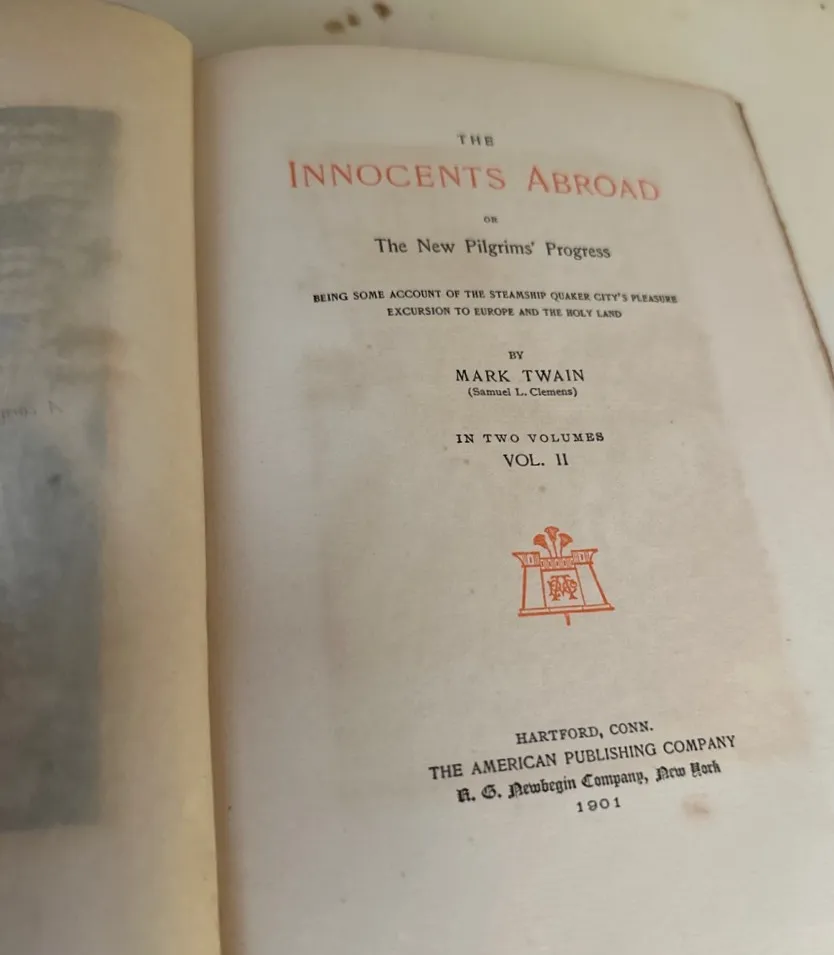 THE
INNOCENTS ABROAD
OR
The New Pilgrims' Progress
BEING SOME ACCOUNT OF THE STEAMSHIP QUAKER CITY'S PLEASURE
EXCURSION TO EUROPE AND THE HOLY LAND
BY
MARK TWAIN
(Samuel L. Clemens)
IN TWO VOLUMES
VOL. II
HARTFORD, CONN.
THE AMERICAN PUBLISHING COMPANY
R. G. Newbegin Company, New York
1901